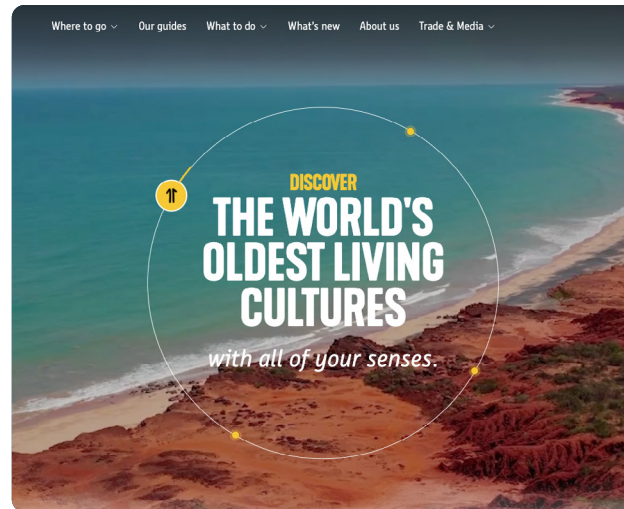 Where to go Our guides What to do What's new About us Trade & Media
DISCOVER
THE WORLD'S
OLDEST LIVING
CULTURES
with all of your senses.